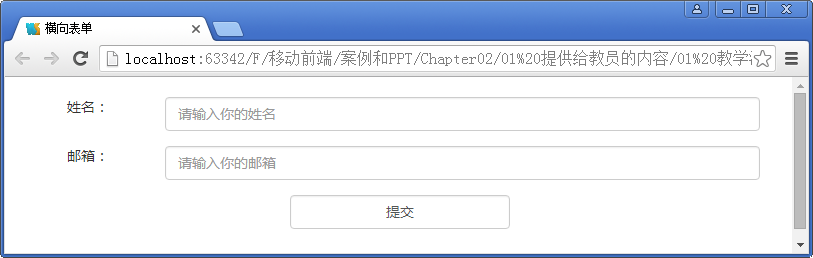 横向表单
localhost:63342/F/移动前端/案例和PPT/Chapter02/01%20提供给教员的内容/01%20教学
姓名： 请输入你的姓名
邮箱： 请输入你的邮箱
提交